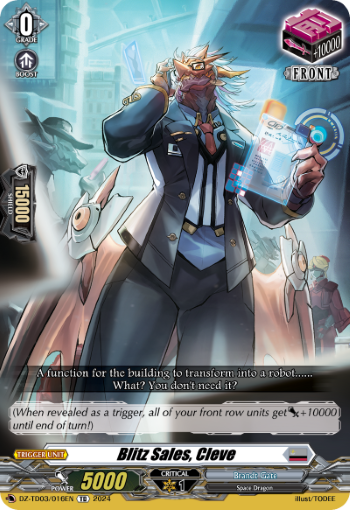 0
GRADE
BOOST
+10000
FRONT
15000
SHIELD
A function for the building to transform into a robot......
What? You don't need it?
(When revealed as a trigger, all of your front row units get +10000
until end of turn!)
TRIGGER UNIT
Blitz Sales, Cleve
POWER 5000
CRITICAL
1
Brandt Gate
Space Dragon
DZ-TD03/016EN TD 2024
illust/TODEE